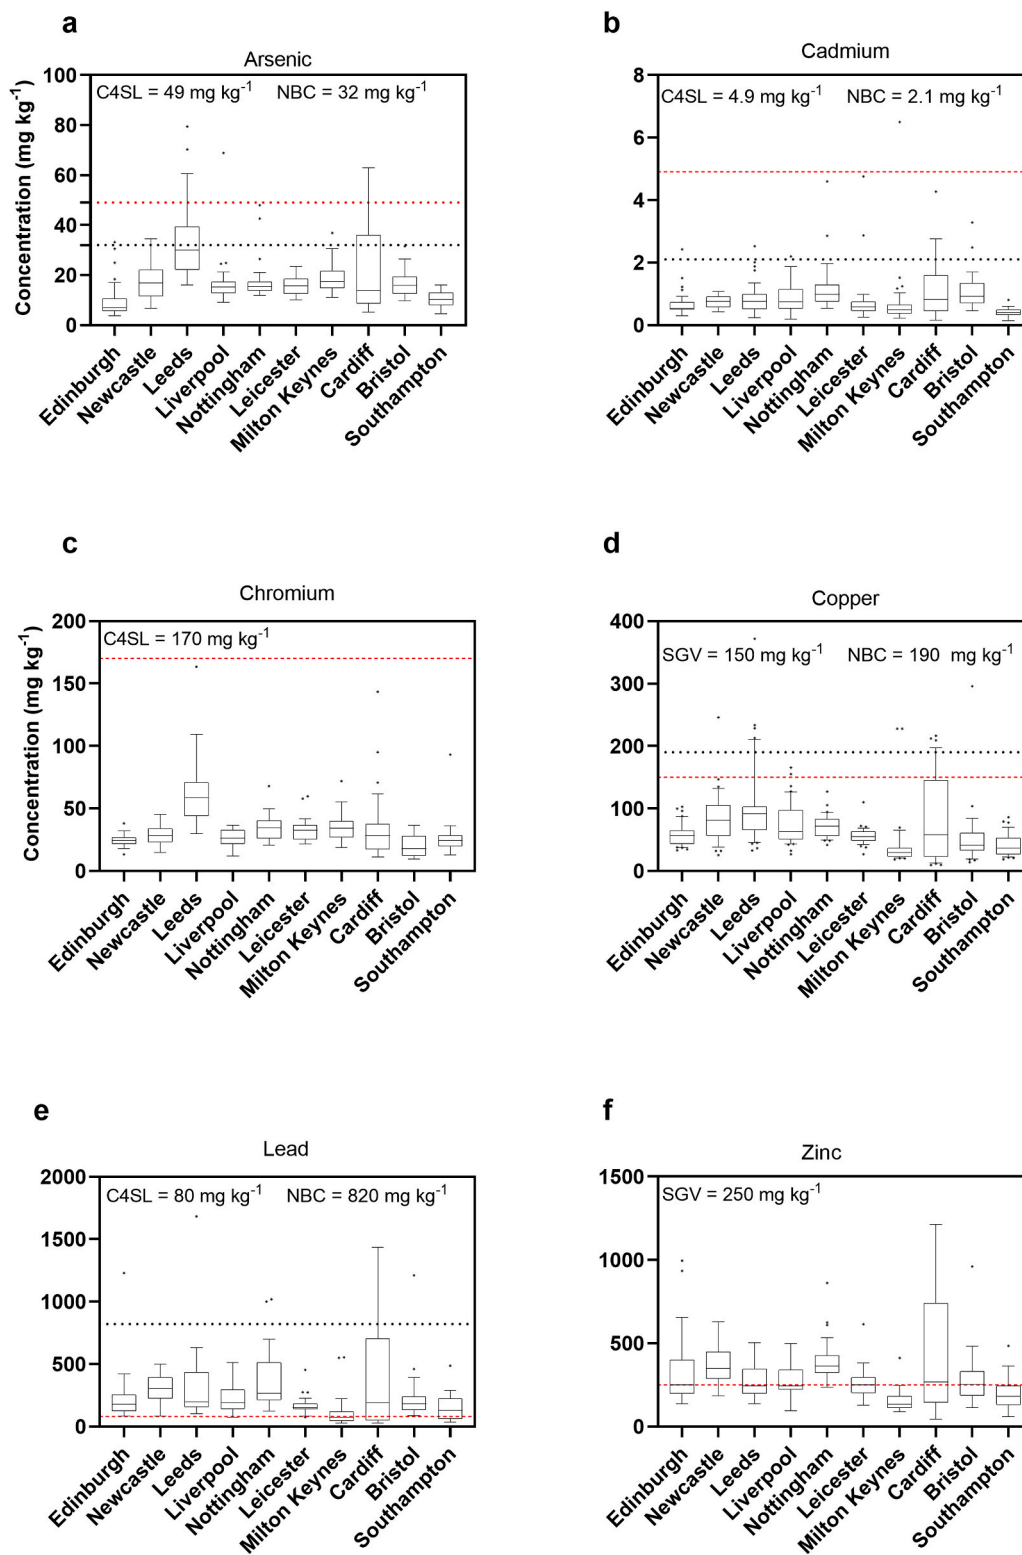 a
Arsenic
C4SL = 49 mg kg-1 NBC = 32 mg kg-1
Concentration (mg kg-1)
100
80
60
40
20
0
Edinburgh
Newcastle
Leeds
Liverpool
Nottingham
Leicester
Milton Keynes
Cardiff
Bristol
Southampton
b
Cadmium
C4SL = 4.9 mg kg-1 NBC = 2.1 mg kg-1
8
6
4
2
0
Edinburgh
Newcastle
Leeds
Liverpool
Nottingham
Leicester
Milton Keynes
Cardiff
Bristol
Southampton
c
Chromium
C4SL = 170 mg kg-1
Concentration (mg kg-1)
200
150
100
50
0
Edinburgh
Newcastle
Leeds
Liverpool
Nottingham
Leicester
Milton Keynes
Cardiff
Bristol
Southampton
d
Copper
SGV = 150 mg kg-1 NBC = 190 mg kg-1
400
300
200
100
0
Edinburgh
Newcastle
Leeds
Liverpool
Nottingham
Leicester
Milton Keynes
Cardiff
Bristol
Southampton
e
Lead
C4SL = 80 mg kg-1 NBC = 820 mg kg-1
2000
1500
1000
500
0
Edinburgh
Newcastle
Leeds
Liverpool
Nottingham
Leicester
Milton Keynes
Cardiff
Bristol
Southampton
f
Zinc
SGV = 250 mg kg-1
1500
1000
500
0
Edinburgh
Newcastle
Leeds
Liverpool
Nottingham
Leicester
Milton Keynes
Cardiff
Bristol
Southampton